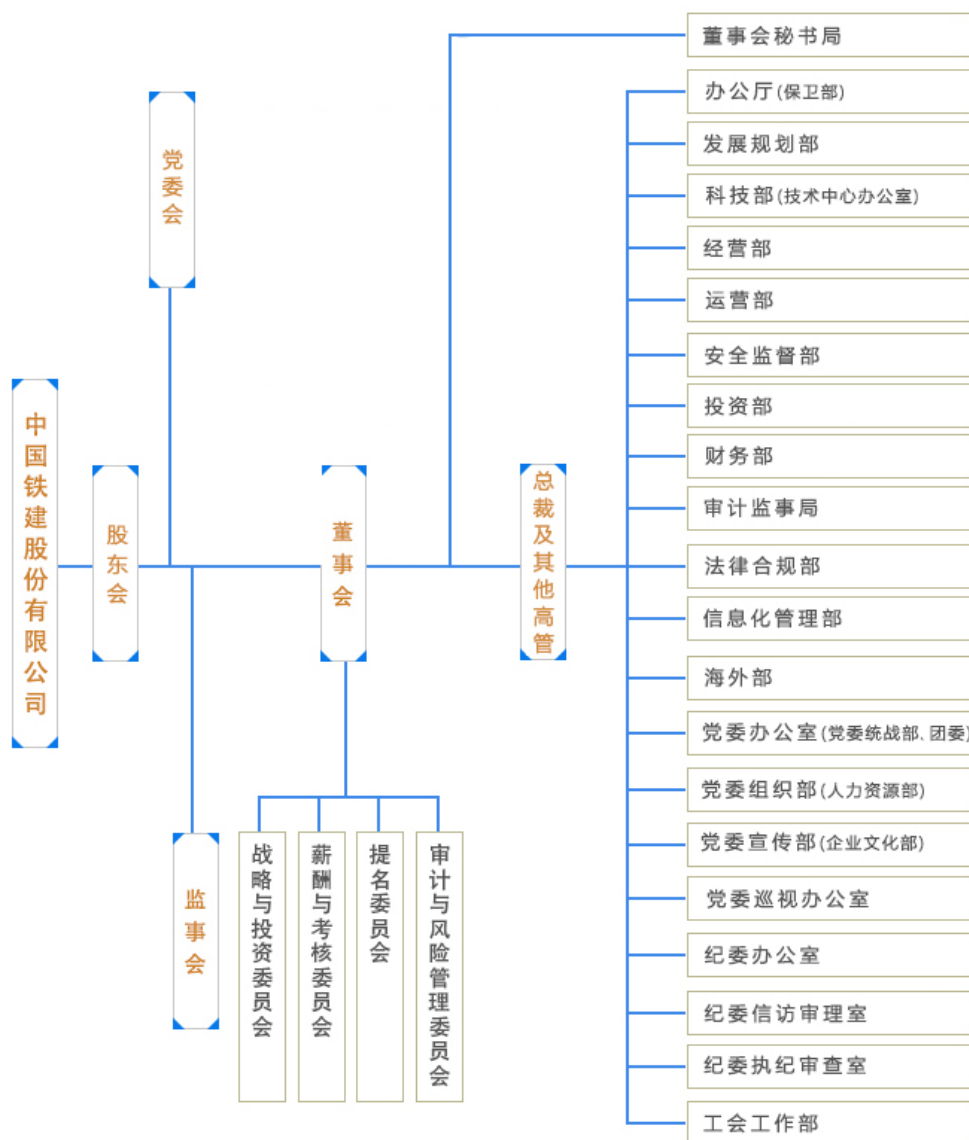 中国铁建股份有限公司
股东会
党委会
监事会
董事会
战略与投资委员会
薪酬与考核委员会
提名委员会
审计与风险管理委员会
总裁及其他高管
董事会秘书局
办公厅(保卫部)
发展规划部
科技部(技术中心办公室)
经营部
运营部
安全监督部
投资部
财务部
审计监事局
法律合规部
信息化管理部
海外部
党委办公室(党委统战部、团委)
党委组织部(人力资源部)
党委宣传部(企业文化部)
党委巡视办公室
纪委办公室
纪委信访审理室
纪委执纪审查室
工会工作部